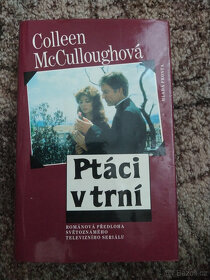 Colleen
McCulloughová
MLADÁ FRONTA
Ptáci
v trní
ROMÁNOVÁ PŘEDLOHA
SVĚTOZNÁMÉHO
TELEVIZNÍHO SERIÁLU